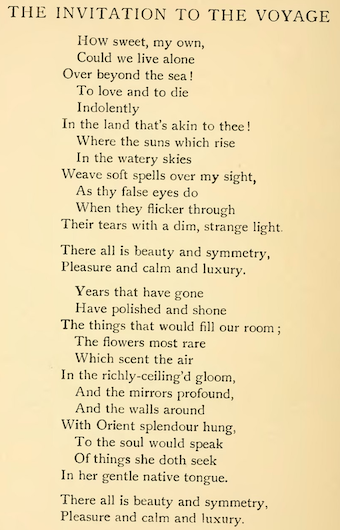 THE INVITATION TO THE VOYAGE
How sweet, my own,
Could we live alone
Over beyond the sea!
To love and to die
Indolently
In the land that's akin to thee!
Where the suns which rise
In the watery skies
Weave soft spells over my sight,
As thy false eyes do
When they flicker through
Their tears with a dim, strange light.
There all is beauty and symmetry,
Pleasure and calm and luxury.
Years that have gone
Have polished and shone
The things that would fill our room;
The flowers most rare
Which scent the air
In the richly-ceiling'd gloom,
And the mirrors profound,
And the walls around
With Orient splendour hung,
To the soul would speak
Of things she doth seek
In her gentle native tongue.
There all is beauty and symmetry,
Pleasure and calm and luxury.